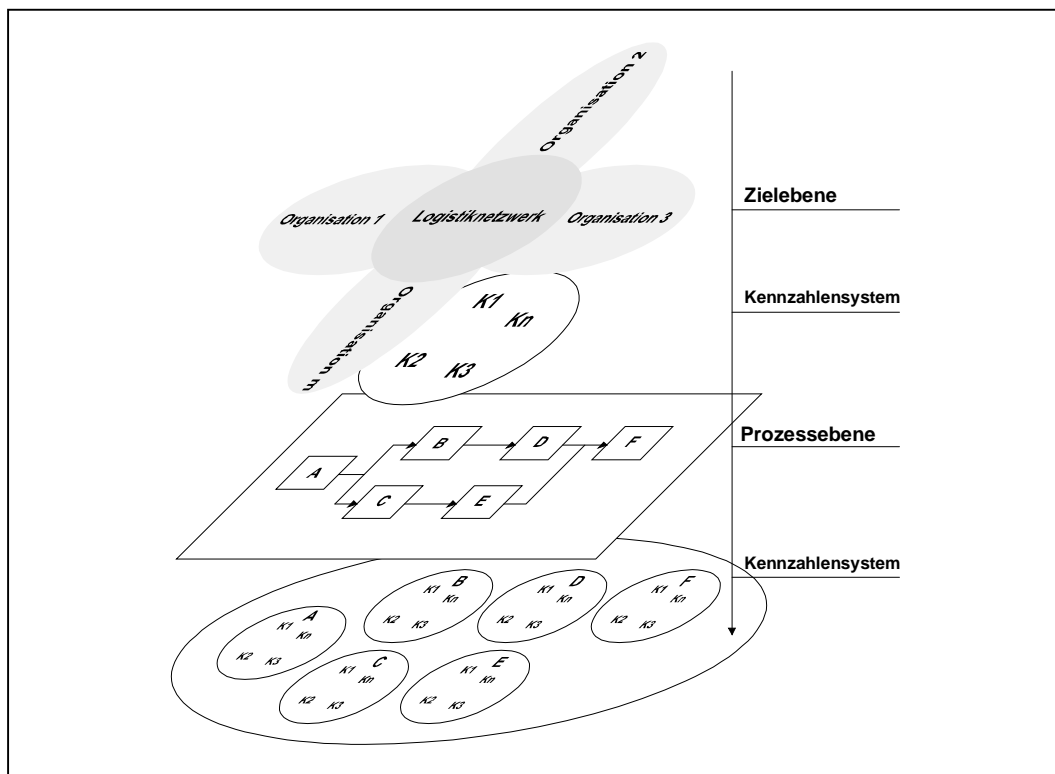 Organisation 2
Zielebene
Organisation 1
Logistiknetzwerk
Organisation 3
Organisation m
Kennzahlensystem
K1
Kn
K2
K3
Prozessebene
A
B
D
F
C
E
Kennzahlensystem
A
K1
Kn
K2
K3
B
K1
Kn
K2
K3
D
K1
Kn
K2
K3
F
K1
Kn
K2
K3
C
K1
Kn
K2
K3
E
K1
Kn
K2
K3